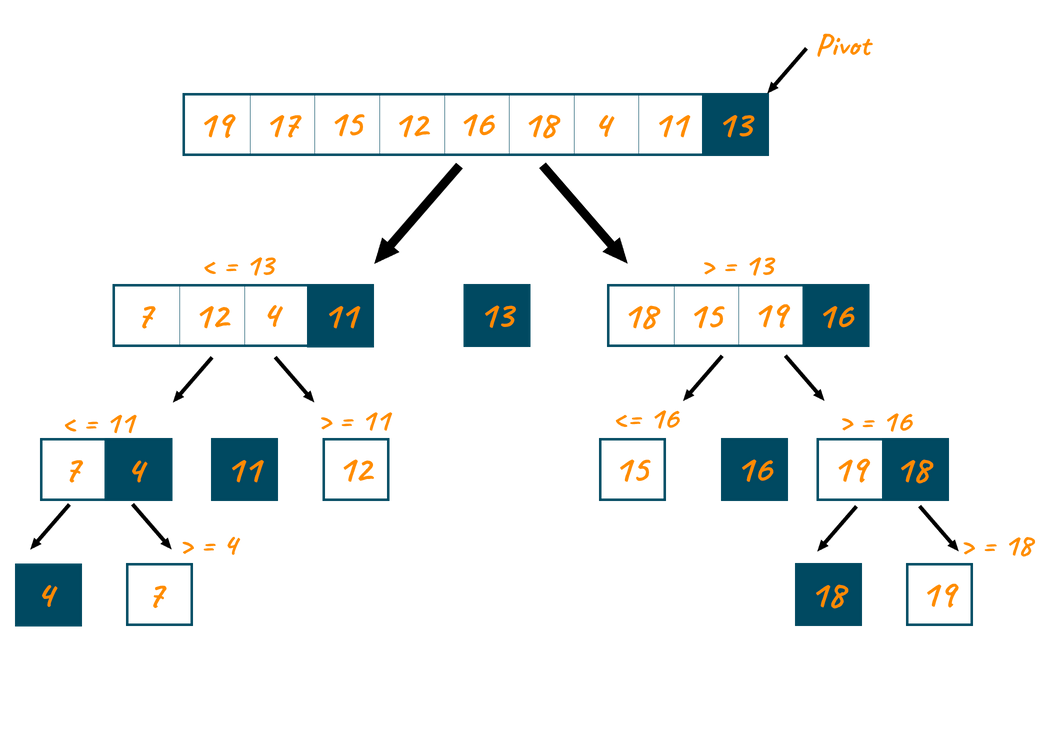 Pivot
19 17 15 12 16 18 4 11 13
< = 13 > = 13
7 12 4 11 13 18 15 19 16
< = 11 > = 11 <= 16 > = 16
7 4 11 12 15 16 19 18
> = 4 > = 18
4 7 18 19